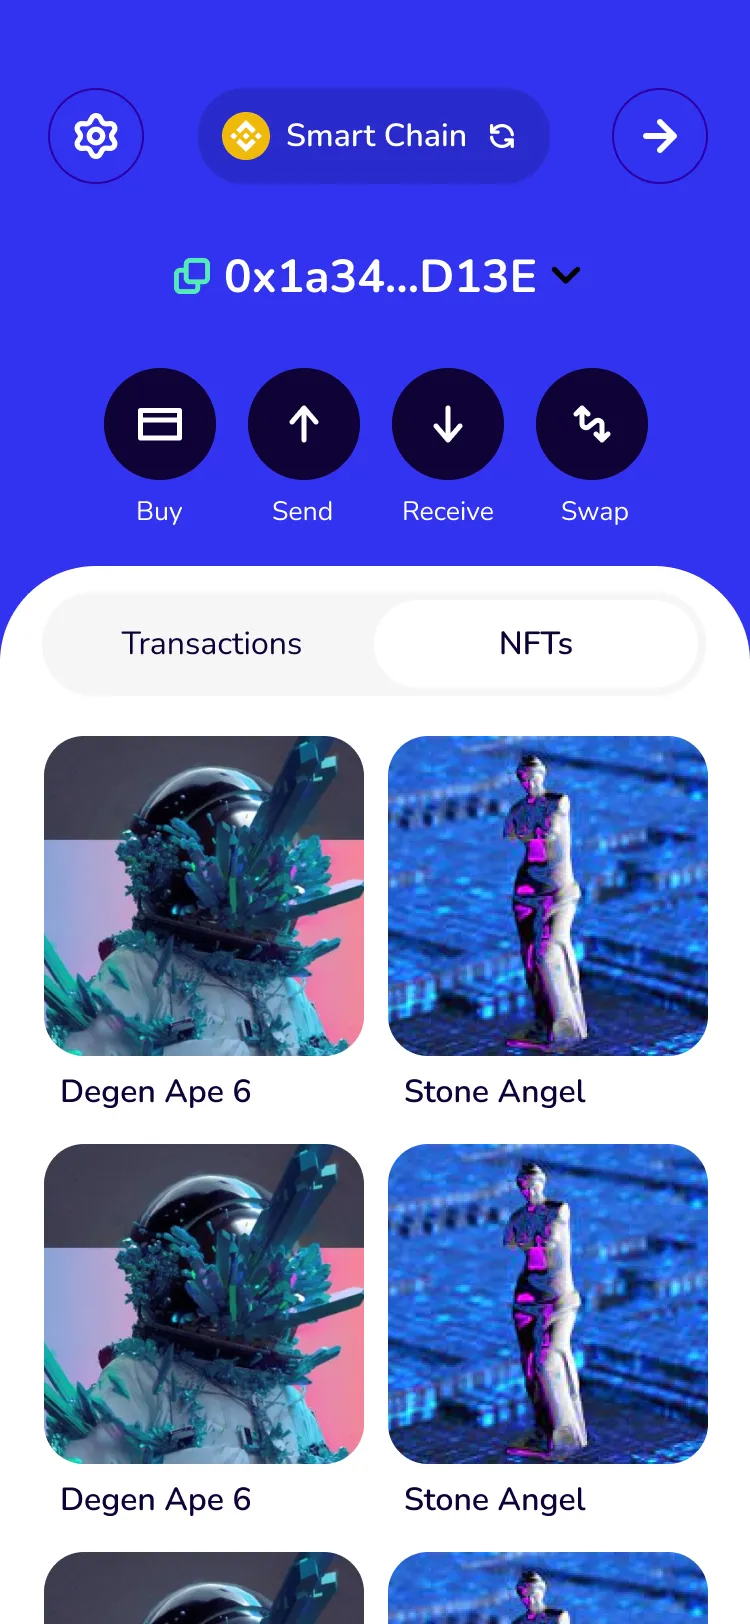 Smart Chain
0x1a34...D13E
Buy
Send
Receive
Swap
Transactions
NFTs
Degen Ape 6
Stone Angel
Degen Ape 6
Stone Angel